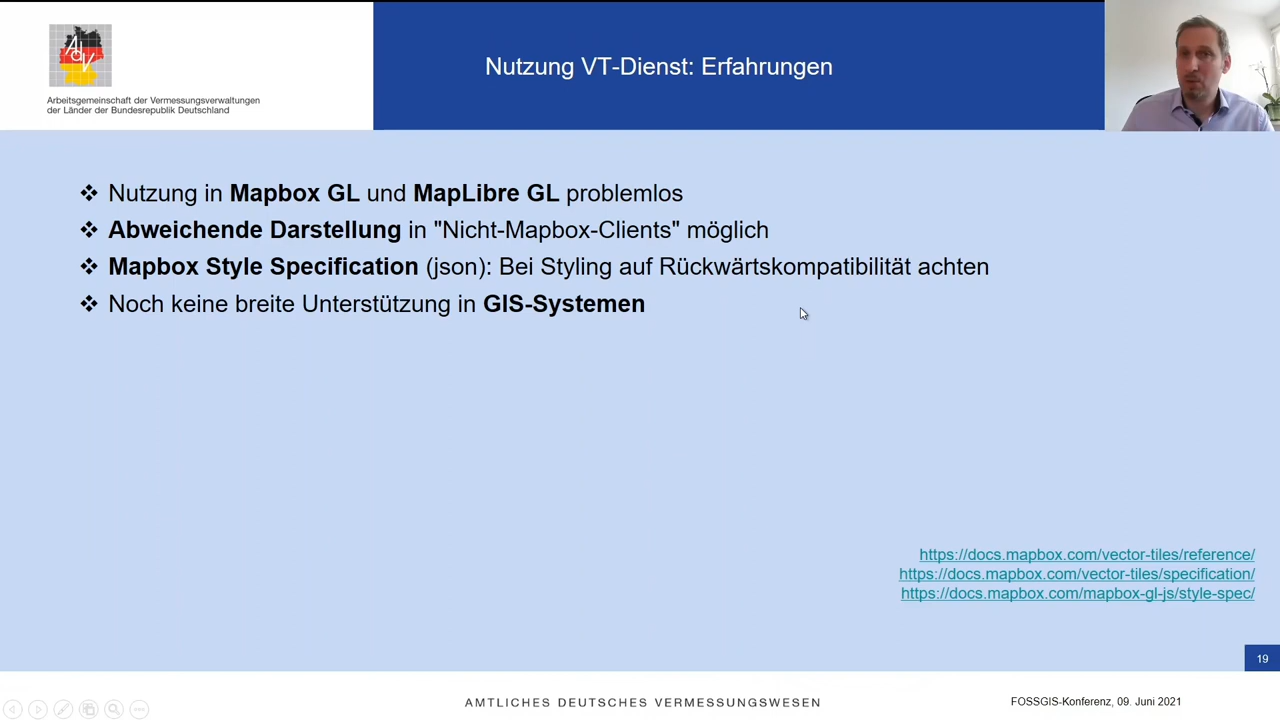 AdV
Arbeitsgemeinschaft der Vermessungsverwaltungen
der Länder der Bundesrepublik Deutschland
Nutzung VT-Dienst: Erfahrungen
❖ Nutzung in Mapbox GL und MapLibre GL problemlos
❖ Abweichende Darstellung in "Nicht-Mapbox-Clients" möglich
❖ Mapbox Style Specification (json): Bei Styling auf Rückwärtskompatibilität achten
❖ Noch keine breite Unterstützung in GIS-Systemen
https://docs.mapbox.com/vector-tiles/reference/
https://docs.mapbox.com/vector-tiles/specification/
https://docs.mapbox.com/mapbox-gl-js/style-spec/
19
AMTLICHES DEUTSCHES VERMESSUNGSWESEN
FOSSGIS-Konferenz, 09. Juni 2021